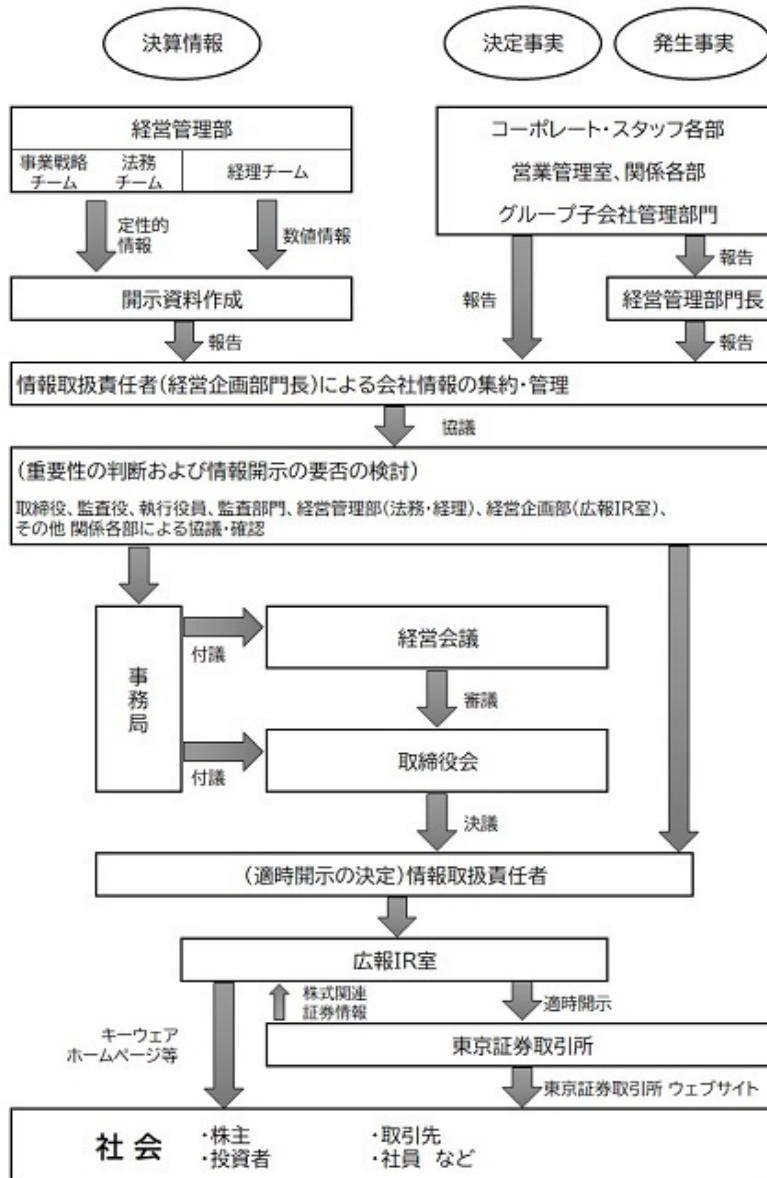 決算情報
決定事実
発生事実
経営管理部
事業戦略
チーム
法務
チーム
経理チーム
コーポレート・スタッフ各部
営業管理室、関係各部
グループ子会社管理部門
定性的
情報
数値情報
報告
開示資料作成
報告
経営管理部門長
報告
報告
情報取扱責任者(経営企画部門長)による会社情報の集約・管理
協議
(重要性の判断および情報開示の要否の検討)
取締役、監査役、執行役員、監査部門、経営管理部(法務・経理)、経営企画部(広報IR室)、
その他 関係各部による協議・確認
事務局
付議
経営会議
審議
付議
取締役会
決議
(適時開示の決定)情報取扱責任者
広報IR室
株式関連
証券情報
適時開示
キーウェア
ホームページ等
東京証券取引所
東京証券取引所 ウェブサイト
社 会
・株主
・投資者
・取引先
・社員 など